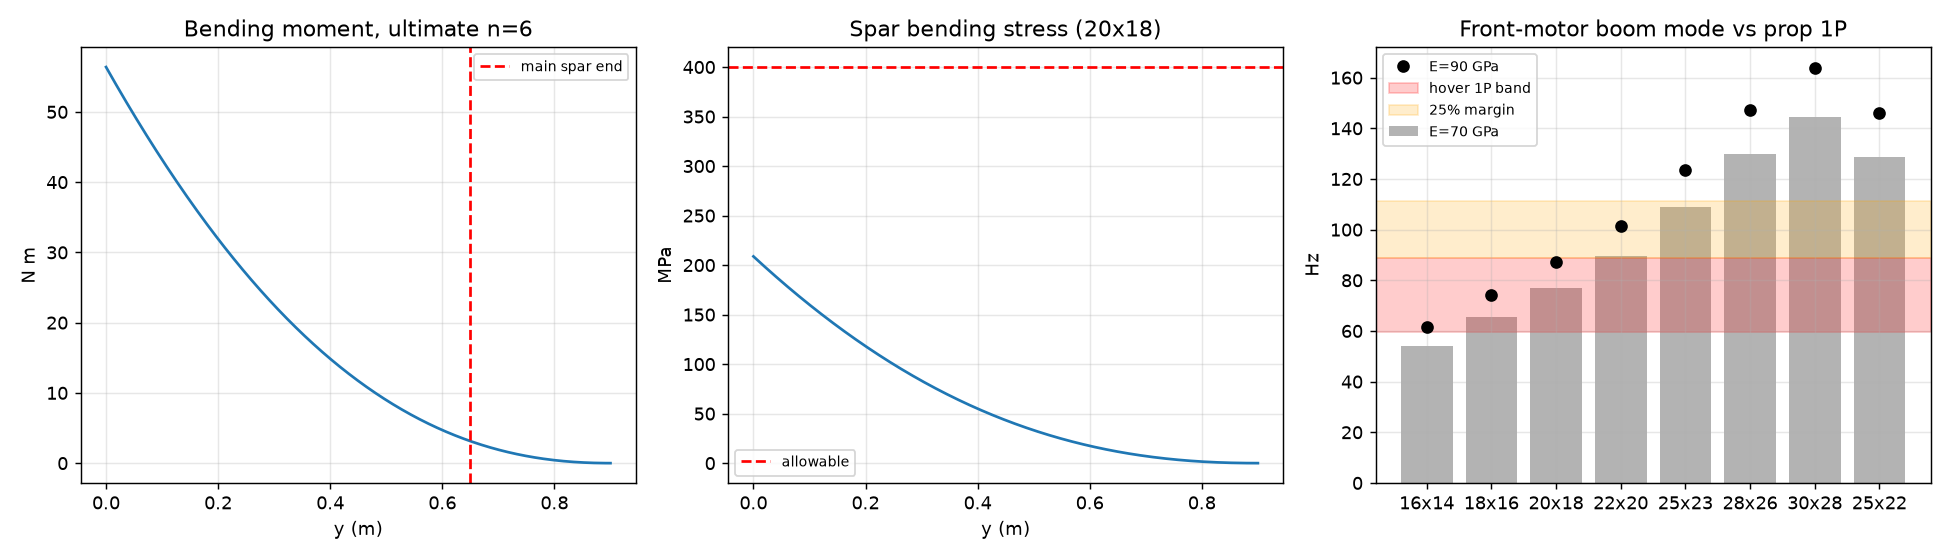 Bending moment, ultimate n=6
N m
50
40
30
20
10
0
main spar end
0.0 0.2 0.4 0.6 0.8
y (m)
Spar bending stress (20x18)
MPa
400
350
300
250
200
150
100
50
0
allowable
0.0 0.2 0.4 0.6 0.8
y (m)
Front-motor boom mode vs prop 1P
Hz
160
140
120
100
80
60
40
20
0
E=90 GPa
hover 1P band
25% margin
E=70 GPa
16x14 18x16 20x18 22x20 25x23 28x26 30x28 25x22